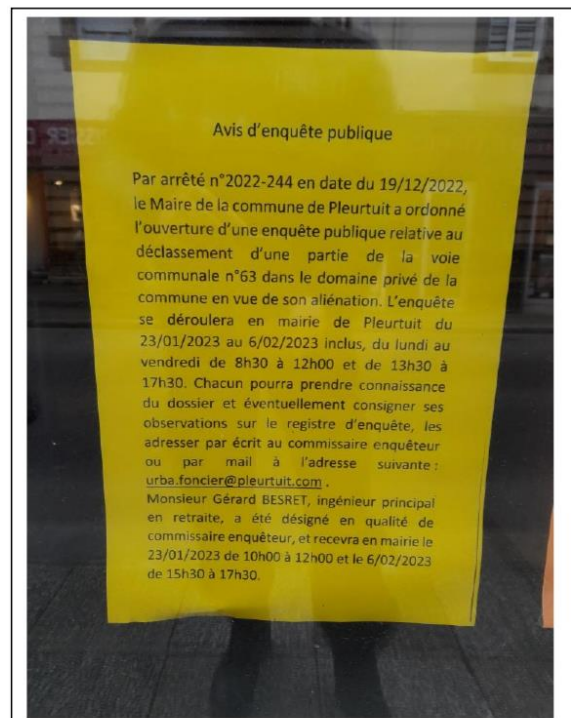 Avis d'enquête publique
Par arrêté n°2022-244 en date du 19/12/2022,
le Maire de la commune de Pleurtuit a ordonné
l'ouverture d'une enquête publique relative au
déclassement d'une partie de la voie
communale n°63 dans le domaine privé de la
commune en vue de son aliénation. L'enquête
se déroulera en mairie de Pleurtuit du
23/01/2023 au 6/02/2023 inclus, du lundi au
vendredi de 8h30 à 12h00 et de 13h30 à
17h30. Chacun pourra prendre connaissance
du dossier et éventuellement consigner ses
observations sur le registre d'enquête, les
adresser par écrit au commissaire enquêteur
ou par mail à l'adresse suivante :
urba.foncier@pleurtuit.com .
Monsieur Gérard BESRET, ingénieur principal
en retraite, a été désigné en qualité de
commissaire enquêteur, et recevra en mairie le
23/01/2023 de 10h00 à 12h00 et le 6/02/2023
de 15h30 à 17h30.